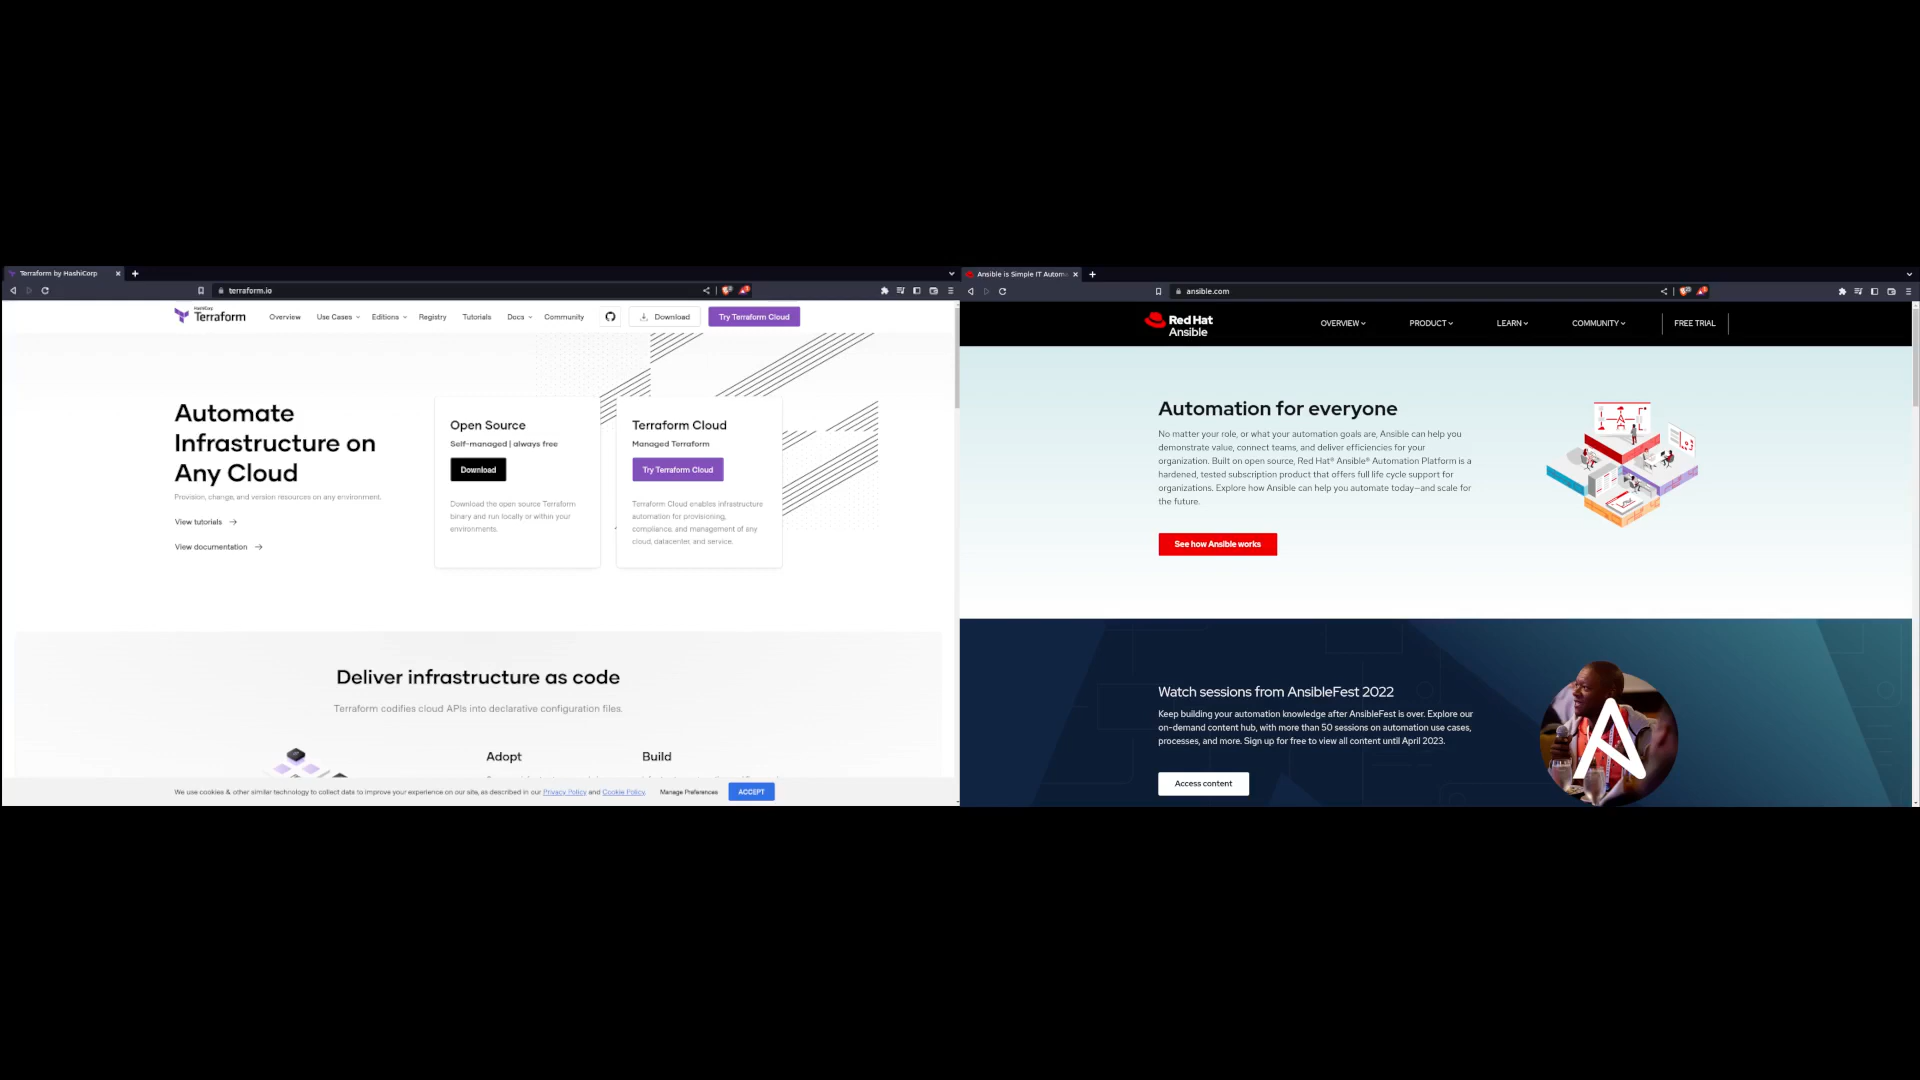 Terraform by HashiCorp
terraform.io
HashiCorp
Terraform
Overview
Use Cases
Editions
Registry
Tutorials
Docs
Community
Download
Try Terraform Cloud
Automate
Infrastructure on
Any Cloud
Provision, change, and version resources on any environment.
View tutorials
View documentation
Open Source
Self-managed | always free
Download
Download the open source Terraform
binary and run locally or within your
environments.
Terraform Cloud
Managed Terraform
Try Terraform Cloud
Terraform Cloud enables infrastructure
automation for provisioning,
compliance, and management of any
cloud, datacenter, and service.
Deliver infrastructure as code
Terraform codifies cloud APIs into declarative configuration files.
Adopt
Build
We use cookies & other similar technology to collect data to improve your experience on our site, as described in our Privacy Policy and Cookie Policy.
Manage Preferences
ACCEPT
Ansible is Simple IT Autom
ansible.com
Red Hat
Ansible
OVERVIEW
PRODUCT
LEARN
COMMUNITY
FREE TRIAL
Automation for everyone
No matter your role, or what your automation goals are, Ansible can help you
demonstrate value, connect teams, and deliver efficiencies for your
organization. Built on open source, Red Hat® Ansible® Automation Platform is a
hardened, tested subscription product that offers full life cycle support for
organizations. Explore how Ansible can help you automate today—and scale for
the future.
See how Ansible works
Watch sessions from AnsibleFest 2022
Keep building your automation knowledge after AnsibleFest is over. Explore our
on-demand content hub, with more than 50 sessions on automation use cases,
processes, and more. Sign up for free to view all content until April 2023.
Access content